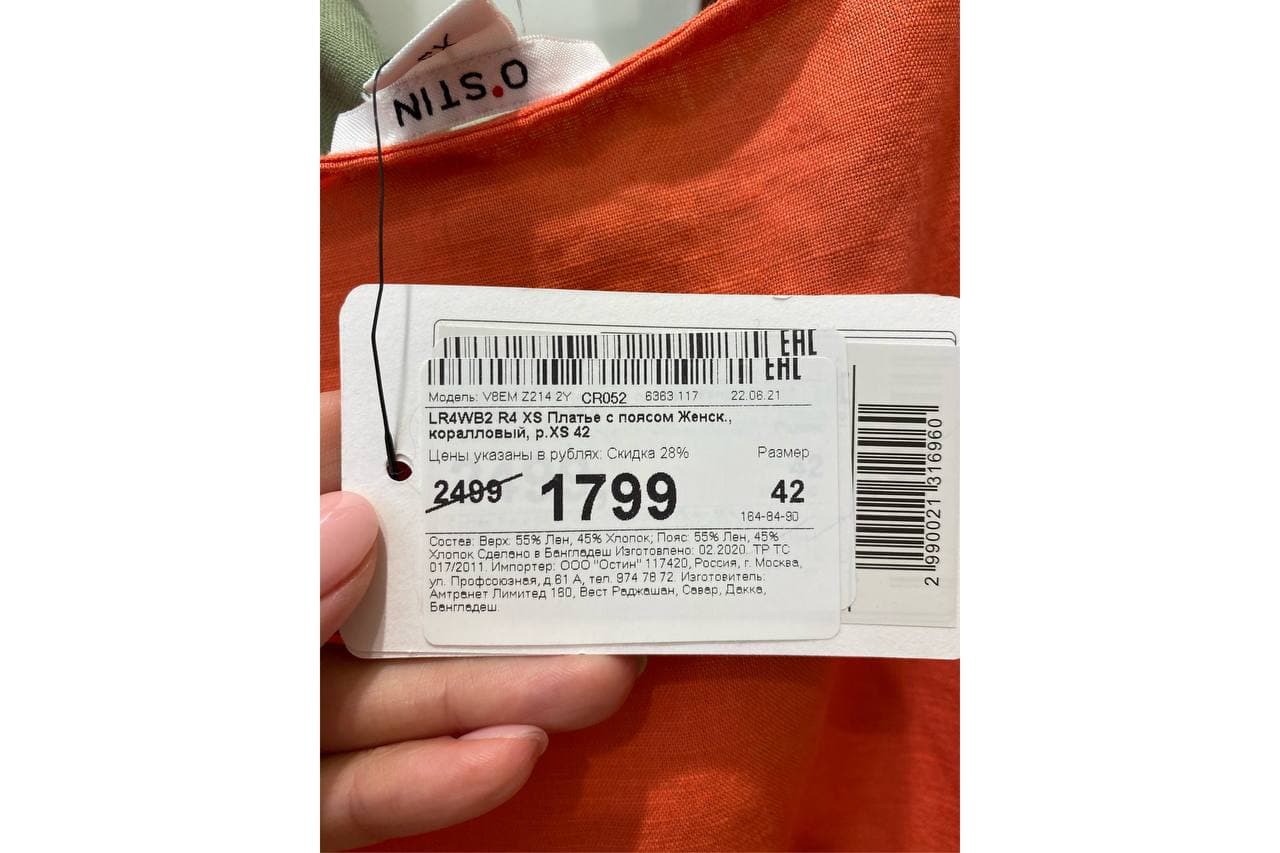 XS
O'STIN
EAC
EAC
Модель: V8EM Z214 2Y CR052 6363 117 22.06.21
LR4WB2 R4 XS Платье с поясом Женск.,
коралловый, р.XS 42
Цены указаны в рублях: Скидка 28% Размер
2499 1799 42
164-84-90
Состав: Верх: 55% Лен, 45% Хлопок; Пояс: 55% Лен, 45%
Хлопок Сделано в Бангладеш Изготовлено: 02.2020. ТР ТС
017/2011. Импортер: ООО "Остин" 117420, Россия, г. Москва,
ул. Профсоюзная, д.61 А, тел. 974 78 72. Изготовитель:
Амтранет Лимитед 160, Вест Раджашан, Савар, Дакка,
Бангладеш.
2 990021 316960